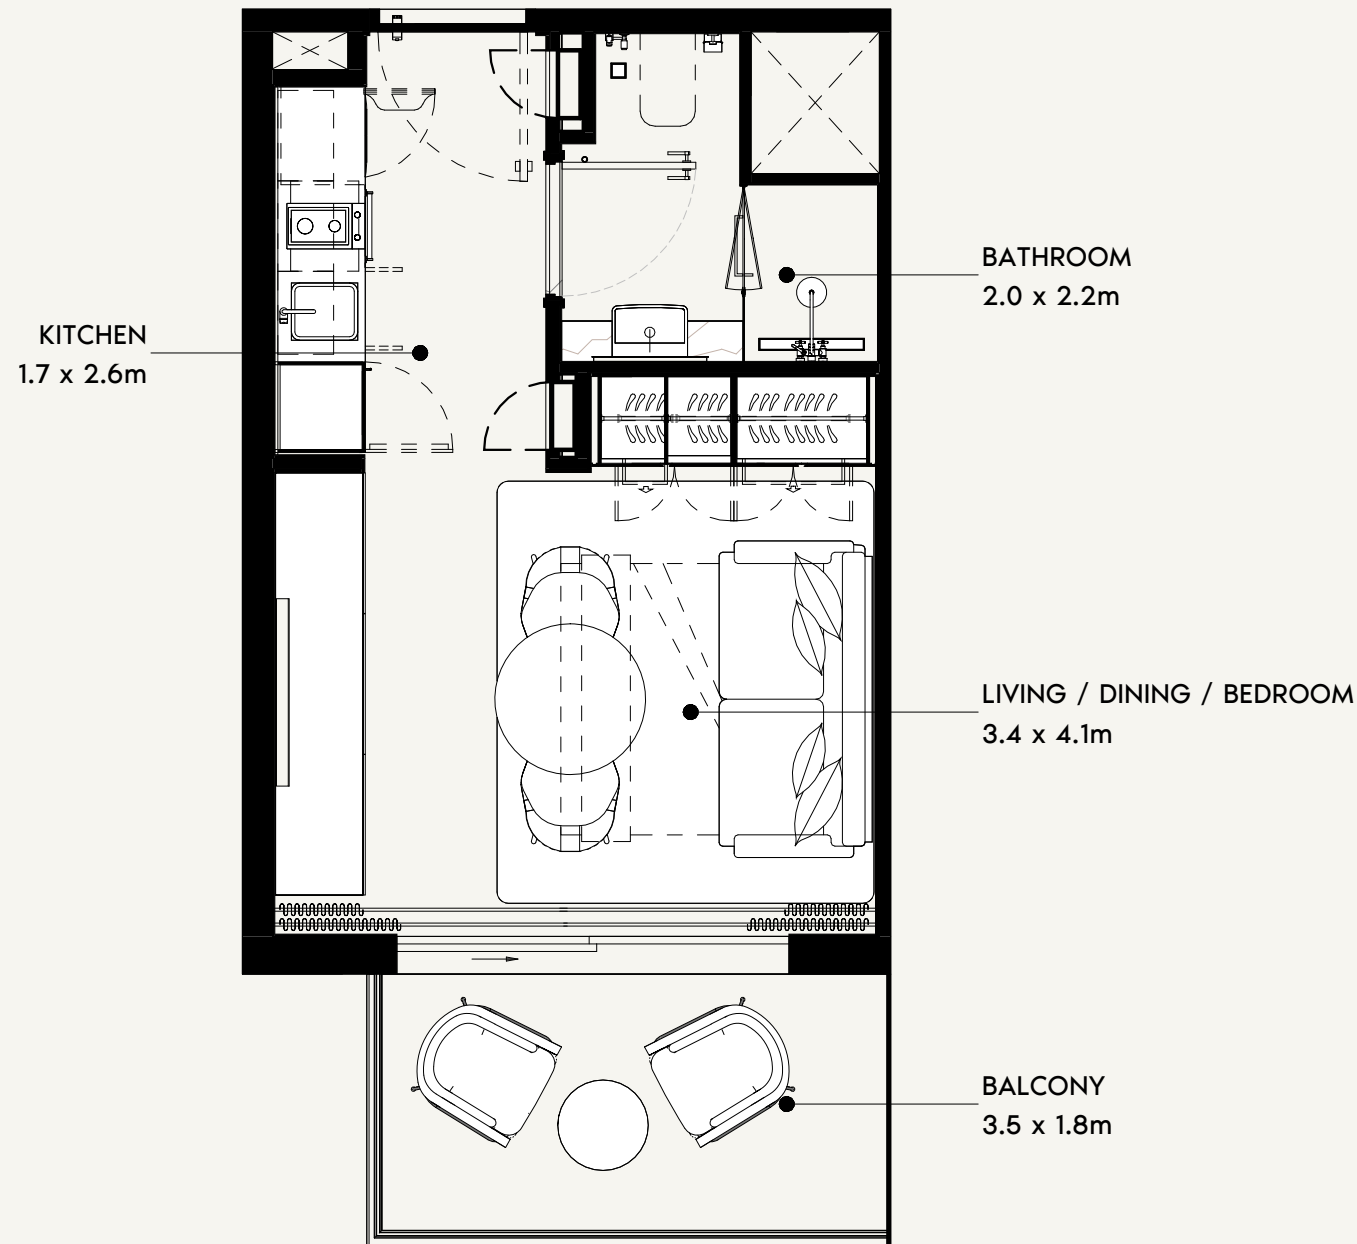 BATHROOM
2.0 x 2.2m
KITCHEN
1.7 x 2.6m
LIVING / DINING / BEDROOM
3.4 x 4.1m
BALCONY
3.5 x 1.8m